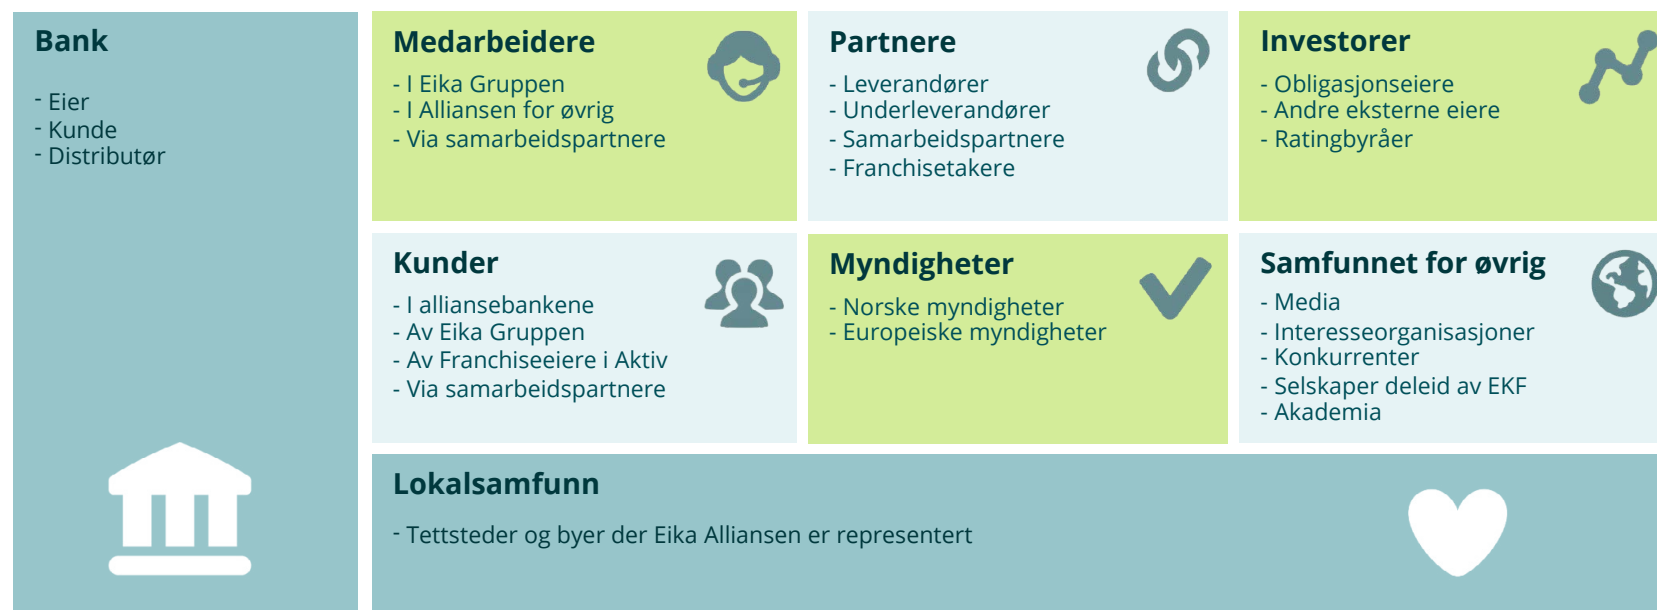 Bank
- Eier
- Kunde
- Distributør
Medarbeidere
- I Eika Gruppen
- I Alliansen for øvrig
- Via samarbeidspartnere
Partnere
- Leverandører
- Underleverandører
- Samarbeidspartnere
- Franchisetakere
Investorer
- Obligasjonseiere
- Andre eksterne eiere
- Ratingbyråer
Kunder
- I alliansebankene
- Av Eika Gruppen
- Av Franchiseeiere i Aktiv
- Via samarbeidspartnere
Myndigheter
- Norske myndigheter
- Europeiske myndigheter
Samfunnet for øvrig
- Media
- Interesseorganisasjoner
- Konkurrenter
- Selskaper deleid av EKF
- Akademia
Lokalsamfunn
- Tettsteder og byer der Eika Alliansen er representert